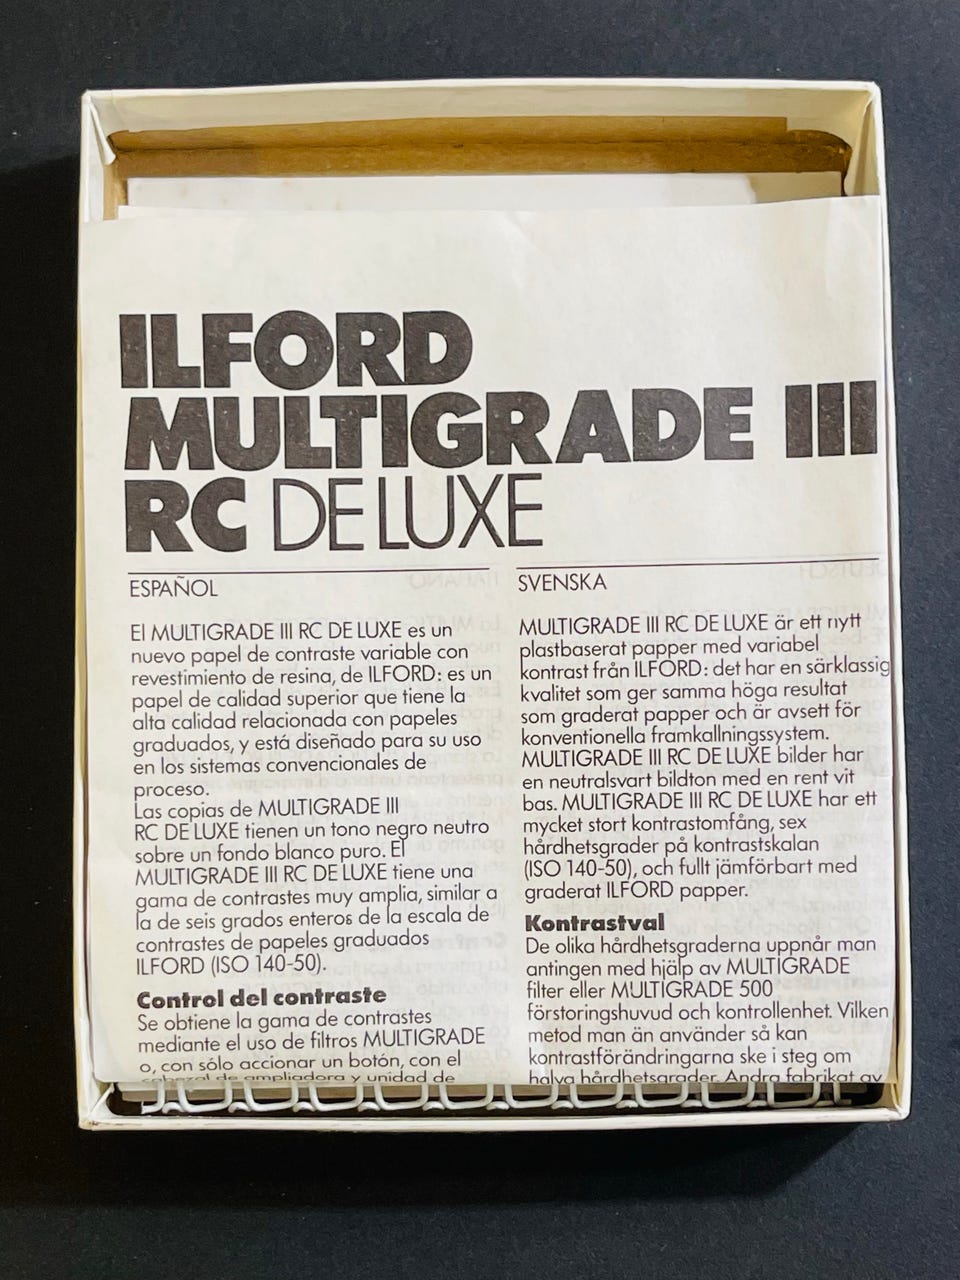 ILFORD
MULTIGRADE III
RC DE LUXE
ESPAÑOL
El MULTIGRADE III RC DE LUXE es un
nuevo papel de contraste variable con
revestimiento de resina, de ILFORD: es un
papel de calidad superior que tiene la
alta calidad relacionada con papeles
graduados, y está diseñado para su uso
en los sistemas convencionales de
proceso.
Las copias de MULTIGRADE III
RC DE LUXE tienen un tono negro neutro
sobre un fondo blanco puro. El
MULTIGRADE III RC DE LUXE tiene una
gama de contrastes muy amplia, similar a
la de seis grados enteros de la escala de
contrastes de papeles graduados
ILFORD (ISO 140-50).
Control del contraste
Se obtiene la gama de contrastes
mediante el uso de filtros MULTIGRADE
o, con sólo accionar un botón, con el
cabezal de ampliadora y unidad de
SVENSKA
MULTIGRADE III RC DE LUXE är ett nytt
plastbaserat papper med variabel
kontrast från ILFORD: det har en särklassig
kvalitet som ger samma höga resultat
som graderat papper och är avsett för
konventionella framkallningssystem.
MULTIGRADE III RC DE LUXE bilder har
en neutralsvart bildton med en rent vit
bas. MULTIGRADE III RC DE LUXE har ett
mycket stort kontrastomfång, sex
hårdhetsgrader på kontrastskalan
(ISO 140-50), och fullt jämförbart med
graderat ILFORD papper.
Kontrastval
De olika hårdhetsgraderna uppnår man
antingen med hjälp av MULTIGRADE
filter eller MULTIGRADE 500
förstoringshuvud och kontrollenhet. Vilken
metod man än använder så kan
kontrastförändringarna ske i steg om
halva hårdhetsgrader. Andra fabrikat av